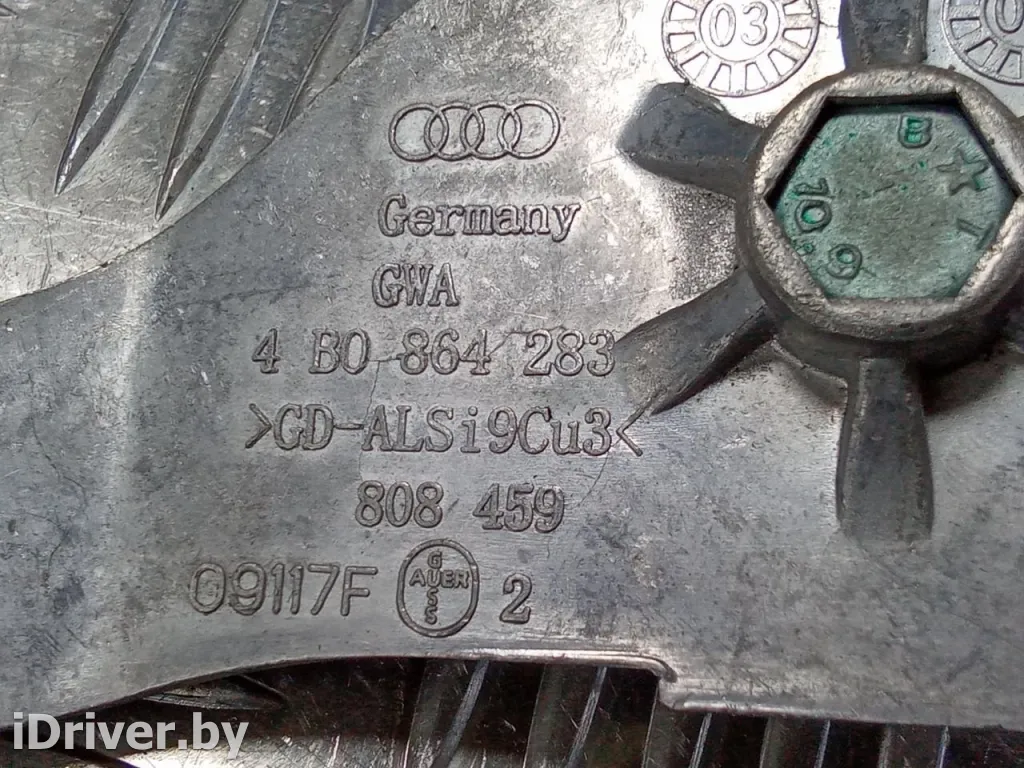 03
B
10.9
Germany
GWA
4 B0 864 283
>GD-ALSi9Cu3<
808 459
09117F G AUER S S 2
iDriver.by